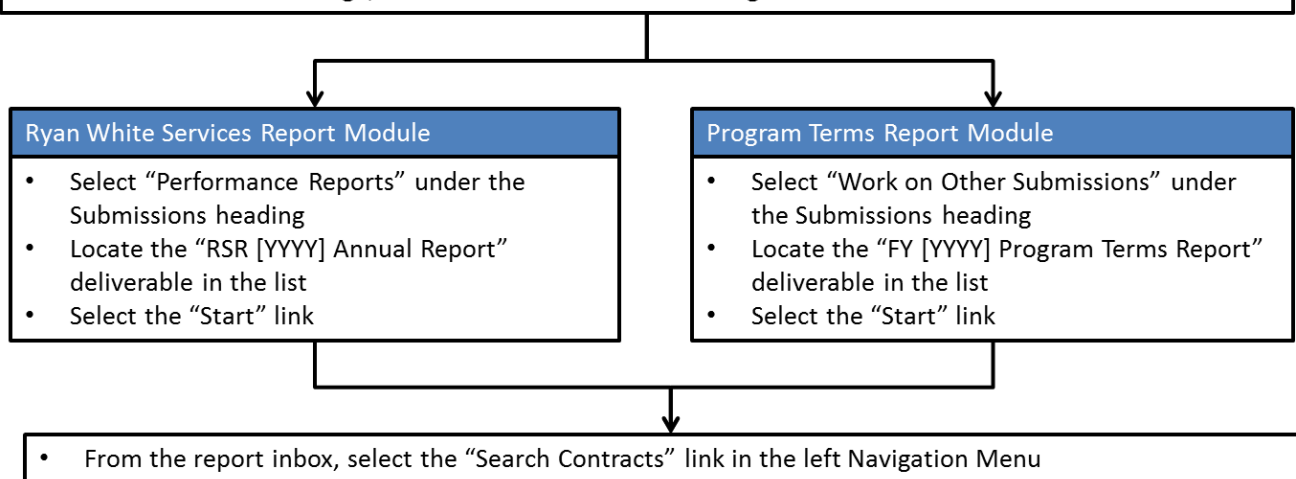 Ryan White Services Report Module
• Select “Performance Reports” under the
Submissions heading
• Locate the “RSR [YYYY] Annual Report”
deliverable in the list
• Select the “Start” link
Program Terms Report Module
• Select “Work on Other Submissions” under
the Submissions heading
• Locate the “FY [YYYY] Program Terms Report”
deliverable in the list
• Select the “Start” link
• From the report inbox, select the “Search Contracts” link in the left Navigation Menu